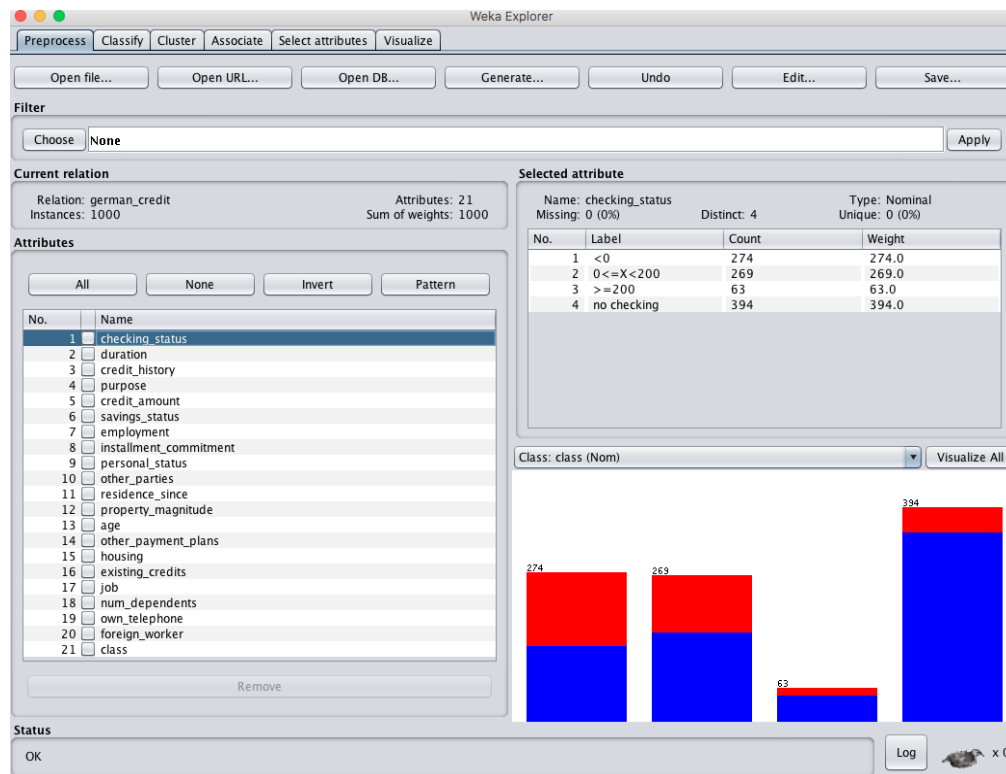 Weka Explorer
Preprocess Classify Cluster Associate Select attributes Visualize
Open file... Open URL... Open DB... Generate... Undo Edit... Save...
Filter
Choose None Apply
Current relation
Relation: german_credit Attributes: 21
Instances: 1000 Sum of weights: 1000
Attributes
All None Invert Pattern
No. Name
1 checking_status
2 duration
3 credit_history
4 purpose
5 credit_amount
6 savings_status
7 employment
8 installment_commitment
9 personal_status
10 other_parties
11 residence_since
12 property_magnitude
13 age
14 other_payment_plans
15 housing
16 existing_credits
17 job
18 num_dependents
19 own_telephone
20 foreign_worker
21 class
Remove
Selected attribute
Name: checking_status Type: Nominal
Missing: 0 (0%) Distinct: 4 Unique: 0 (0%)
No. Label Count Weight
1 <0 274 274.0
2 0<=X<200 269 269.0
3 >=200 63 63.0
4 no checking 394 394.0
Class: class (Nom) Visualize All
274 269 63 394
Status
OK Log x 0